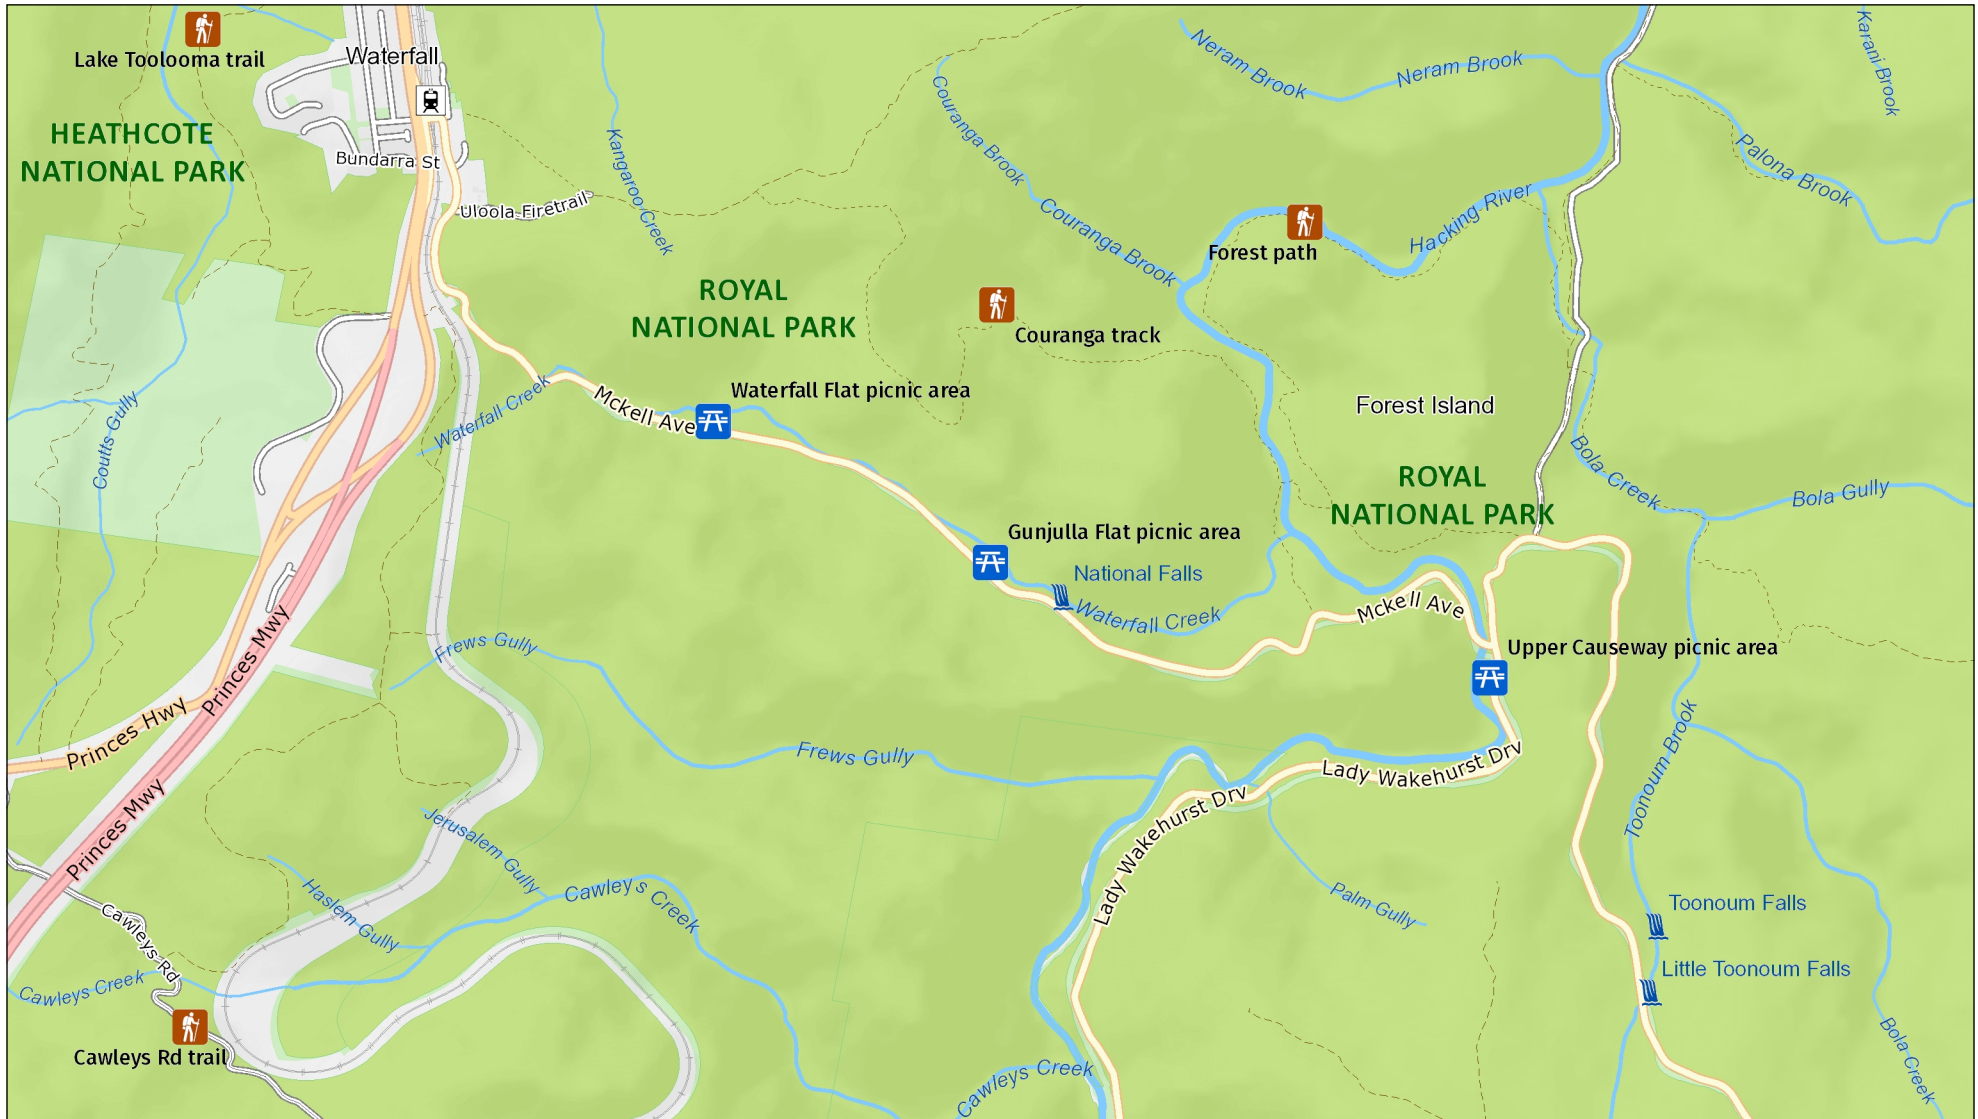 Lake Toolooma trail
Waterfall
HEATHCOTE
NATIONAL PARK
Bundarra St
Uloola Firetrail
Kangaroo Creek
Couranga Brook
Couranga Brook
Neram Brook
Neram Brook
Karani Brook
Palona Brook
Hacking River
Forest path
ROYAL
NATIONAL PARK
Couranga track
Waterfall Flat picnic area
Mckell Ave
Waterfall Creek
Coutts Gully
Forest Island
ROYAL
NATIONAL PARK
Bola Creek
Bola Gully
Gunjulla Flat picnic area
National Falls
Waterfall Creek
Mckell Ave
Upper Causeway picnic area
Frews Gully
Frews Gully
Princes Mwy
Princes Hwy
Princes Mwy
Lady Wakehurst Drv
Lady Wakehurst Drv
Toonoum Brook
Jerusalem Gully
Haslem Gully
Cawleys Creek
Palm Gully
Toonoum Falls
Little Toonoum Falls
Cawleys Rd
Cawleys Creek
Cawleys Rd trail
Cawleys Creek
Bola Creek